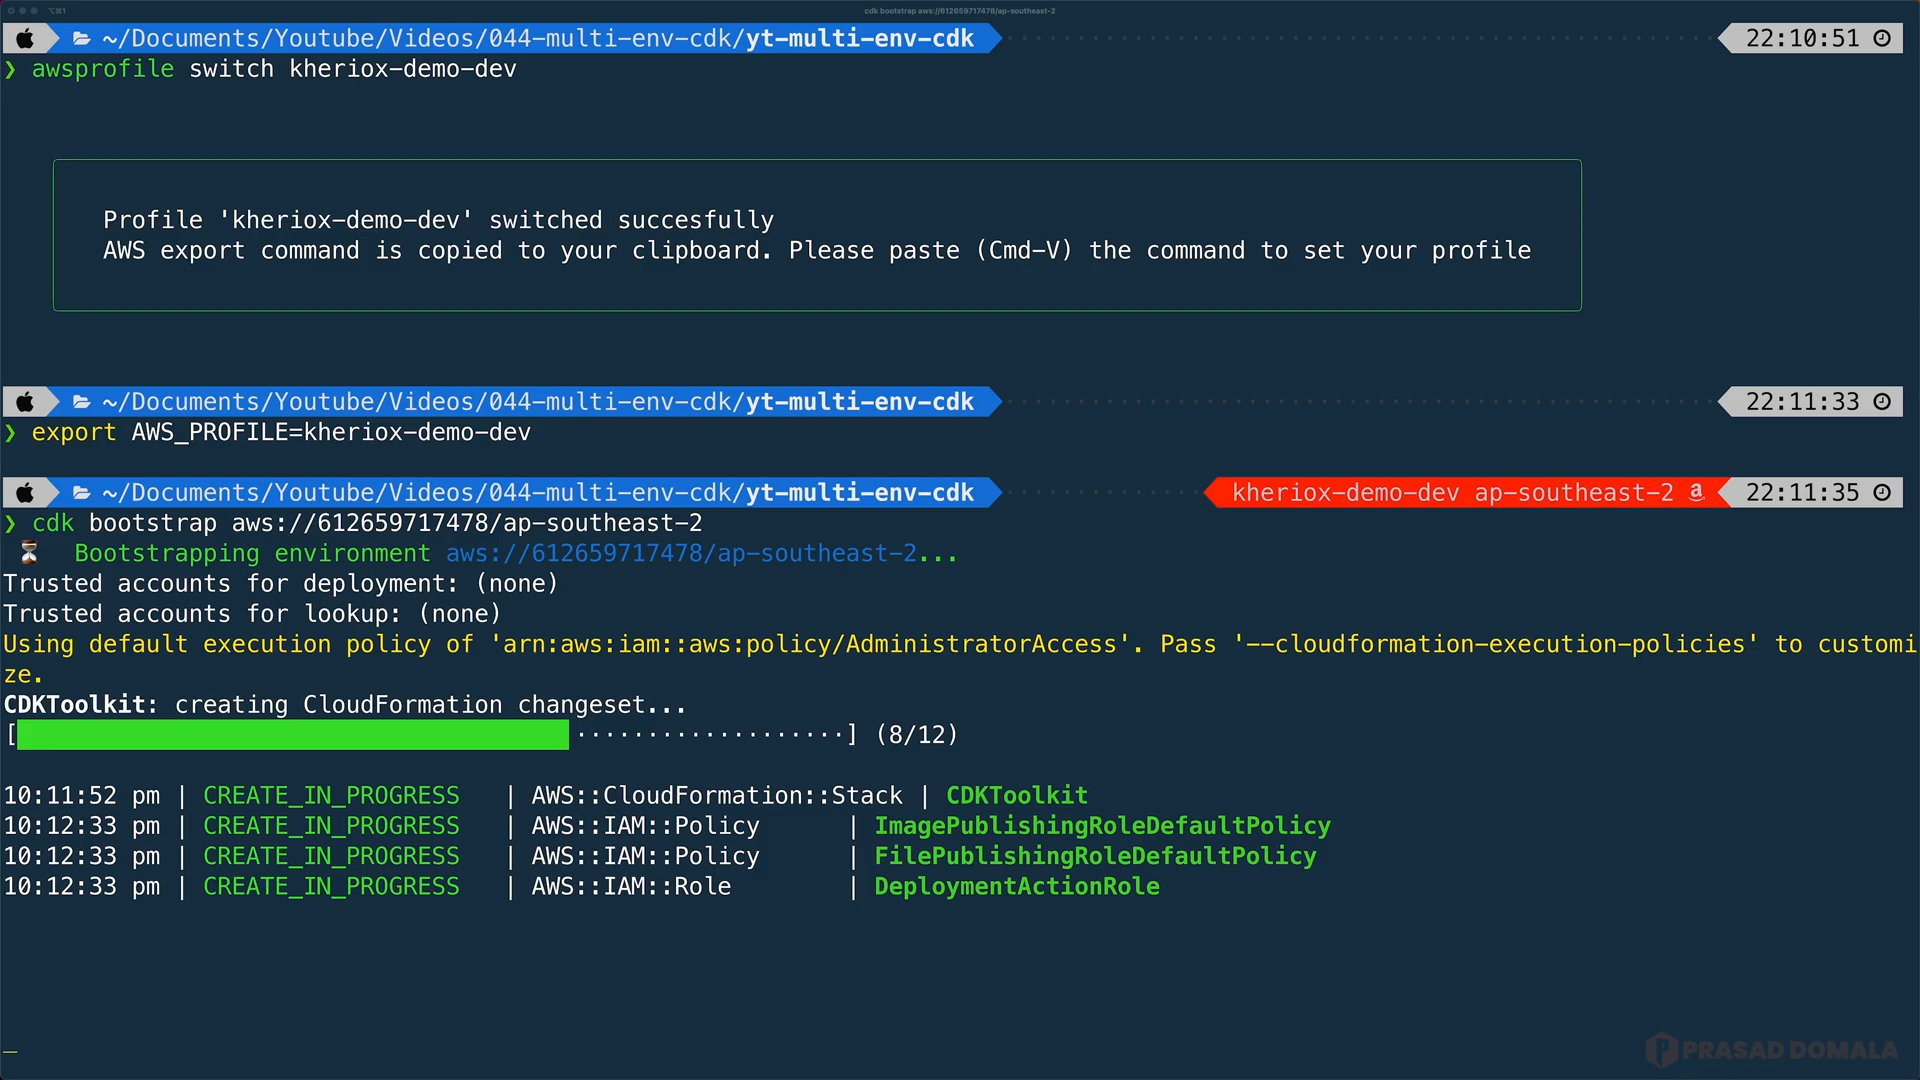 ⌥⌘1
cdk bootstrap aws://612659717478/ap-southeast-2
~/Documents/Youtube/Videos/044-multi-env-cdk/yt-multi-env-cdk 22:10:51
❯ awsprofile switch kheriox-demo-dev
Profile 'kheriox-demo-dev' switched succesfully
AWS export command is copied to your clipboard. Please paste (Cmd-V) the command to set your profile
~/Documents/Youtube/Videos/044-multi-env-cdk/yt-multi-env-cdk 22:11:33
❯ export AWS_PROFILE=kheriox-demo-dev
~/Documents/Youtube/Videos/044-multi-env-cdk/yt-multi-env-cdk kheriox-demo-dev ap-southeast-2 a 22:11:35
❯ cdk bootstrap aws://612659717478/ap-southeast-2
⏳ Bootstrapping environment aws://612659717478/ap-southeast-2...
Trusted accounts for deployment: (none)
Trusted accounts for lookup: (none)
Using default execution policy of 'arn:aws:iam::aws:policy/AdministratorAccess'. Pass '--cloudformation-execution-policies' to customi
ze.
CDKToolkit: creating CloudFormation changeset...
[███████████████████████████████████████···················] (8/12)
10:11:52 pm | CREATE_IN_PROGRESS | AWS::CloudFormation::Stack | CDKToolkit
10:12:33 pm | CREATE_IN_PROGRESS | AWS::IAM::Policy | ImagePublishingRoleDefaultPolicy
10:12:33 pm | CREATE_IN_PROGRESS | AWS::IAM::Policy | FilePublishingRoleDefaultPolicy
10:12:33 pm | CREATE_IN_PROGRESS | AWS::IAM::Role | DeploymentActionRole
PRASAD DOMALA